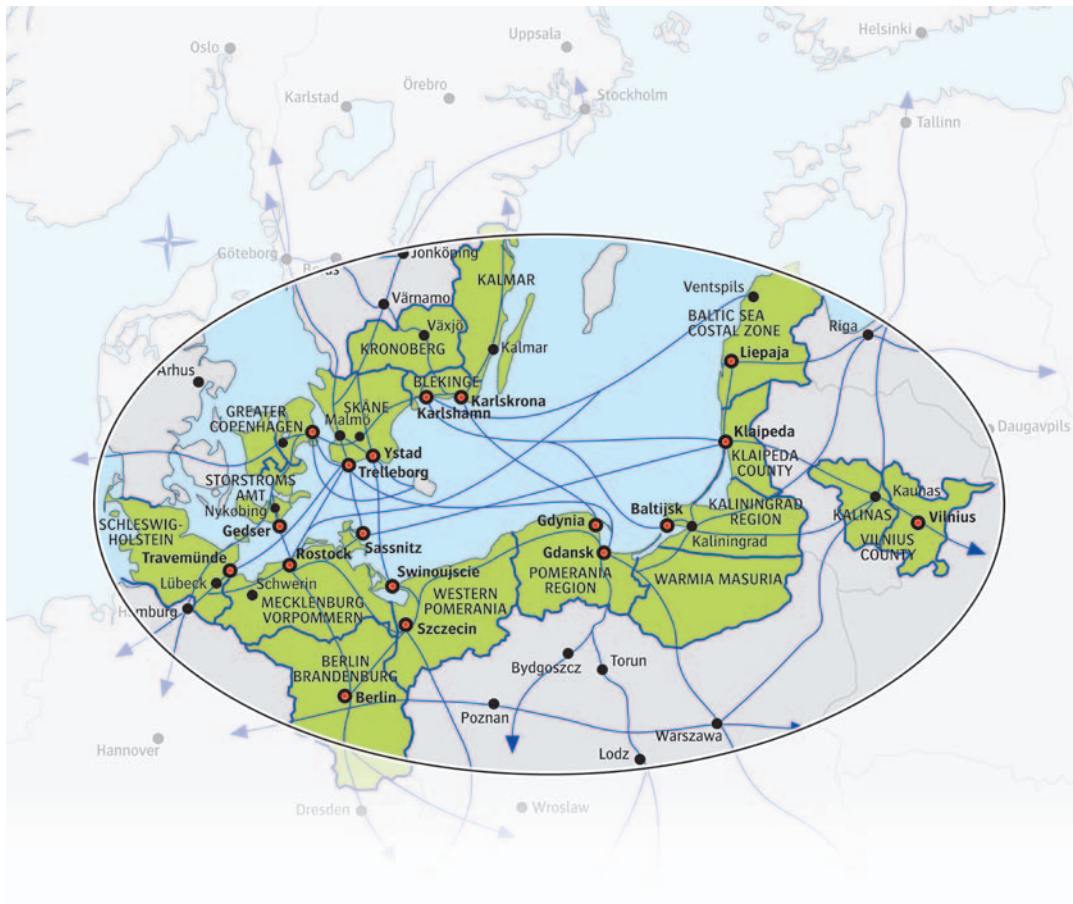 Helsinki
Uppsala
Oslo
Örebro
Karlstad
Stockholm
Tallinn
Göteborg
Jonköping
KALMAR
Ventspils
Värnamo
BALTIC SEA
COSTAL ZONE
Växjö
Riga
KRONOBERG
Kalmar
Liepaja
Arhus
BLEKINGE
Karlskrona
Karlshamn
GREATER
COPENHAGEN
SKÅNE
Malmö
Daugavpils
Klaipeda
Ystad
KLAIPEDA
COUNTY
Trelleborg
STORSTROMS
AMT
Nykøbing
Kaunas
SCHLESWIG-
HOLSTEIN
Gedser
Gdynia
Baltijsk
KALININGRAD
REGION
KALINAS
Vilnius
Sassnitz
Kaliningrad
VILNIUS
COUNTY
Travemünde
Rostock
Gdansk
Lübeck
Schwerin
Swinoujscie
POMERANIA
REGION
WARMIA MASURIA
WESTERN
POMERANIA
Hamburg
MECKLENBURG
VORPOMMERN
Szczecin
BERLIN
BRANDENBURG
Bydgoszcz
Torun
Berlin
Poznan
Warszawa
Hannover
Lodz
Dresden
Wroslaw